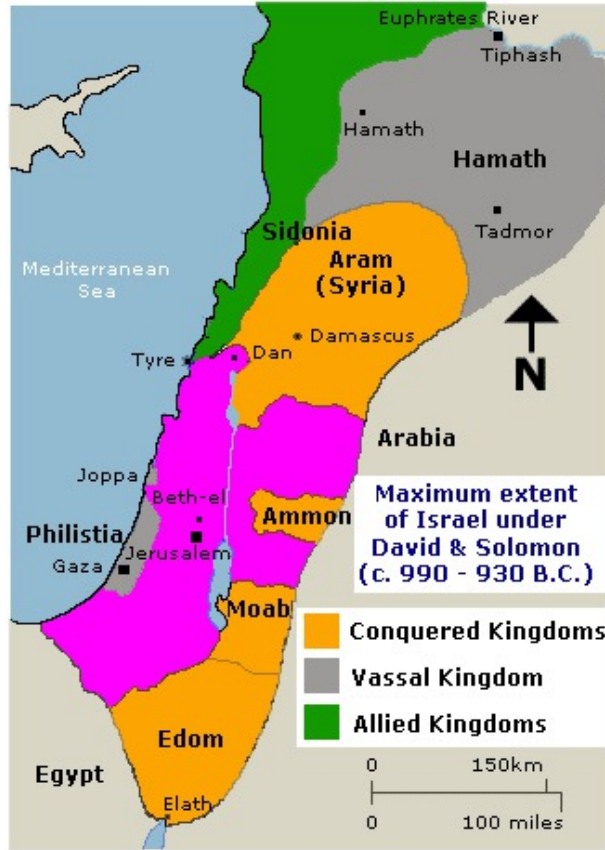 Euphrates River
Tiphash
Hamath
Hamath
Tadmor
Sidonia
Aram
(Syria)
Mediterranean
Sea
Damascus
Tyre
Dan
N
Arabia
Joppa
Beth-el
Ammon
Philistia
Jerusalem
Gaza
Moab
Maximum extent
of Israel under
David & Solomon
(c. 990 - 930 B.C.)
Conquered Kingdoms
Vassal Kingdom
Allied Kingdoms
Edom
Egypt
Elath
0 150km
0 100 miles